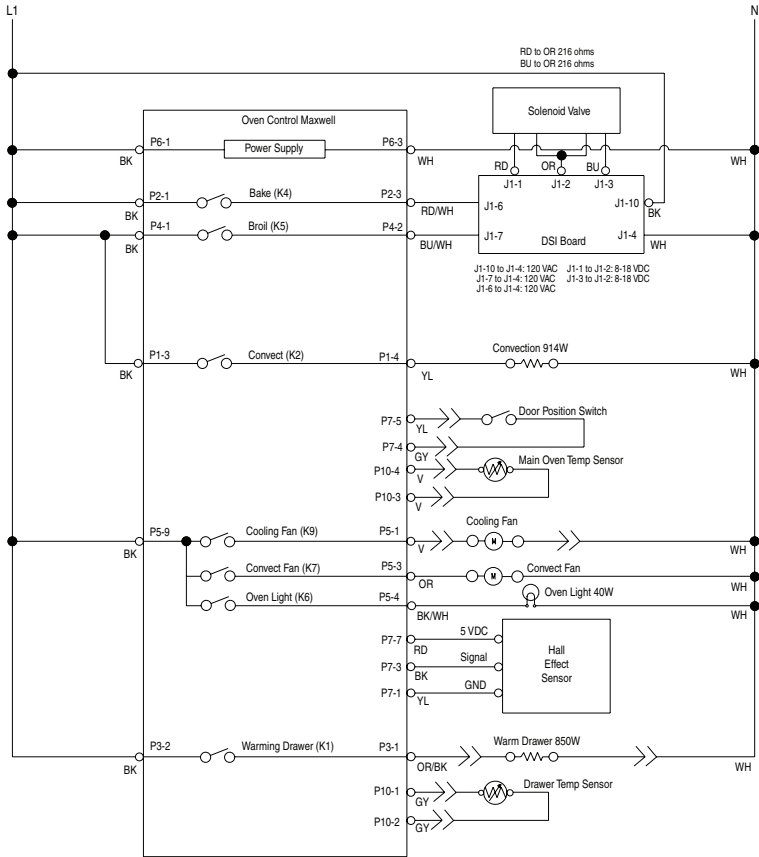 L1
N
RD to OR 216 ohms
BU to OR 216 ohms
Oven Control Maxwell
Solenoid Valve
P6-1
Power Supply
P6-3
BK
WH
WH
RD
OR
BU
J1-1
J1-2
J1-3
P2-1
Bake (K4)
P2-3
BK
RD/WH
J1-6
J1-10
BK
P4-1
Broil (K5)
P4-2
BK
BU/WH
J1-7
DSI Board
J1-4
WH
J1-10 to J1-4: 120 VAC
J1-1 to J1-2: 8-18 VDC
J1-7 to J1-4: 120 VAC
J1-3 to J1-2: 8-18 VDC
J1-6 to J1-4: 120 VAC
P1-3
Convect (K2)
P1-4
Convection 914W
BK
YL
WH
P7-5
YL
Door Position Switch
P7-4
GY
P10-4
V
Main Oven Temp Sensor
P10-3
V
P5-9
Cooling Fan (K9)
P5-1
Cooling Fan
BK
V
M
WH
Convect Fan (K7)
P5-3
Convect Fan
OR
M
WH
Oven Light (K6)
P5-4
Oven Light 40W
BK/WH
WH
P7-7
5 VDC
RD
P7-3
Signal
BK
P7-1
GND
YL
Hall
Effect
Sensor
P3-2
Warming Drawer (K1)
P3-1
Warm Drawer 850W
BK
OR/BK
WH
P10-1
GY
Drawer Temp Sensor
P10-2
GY